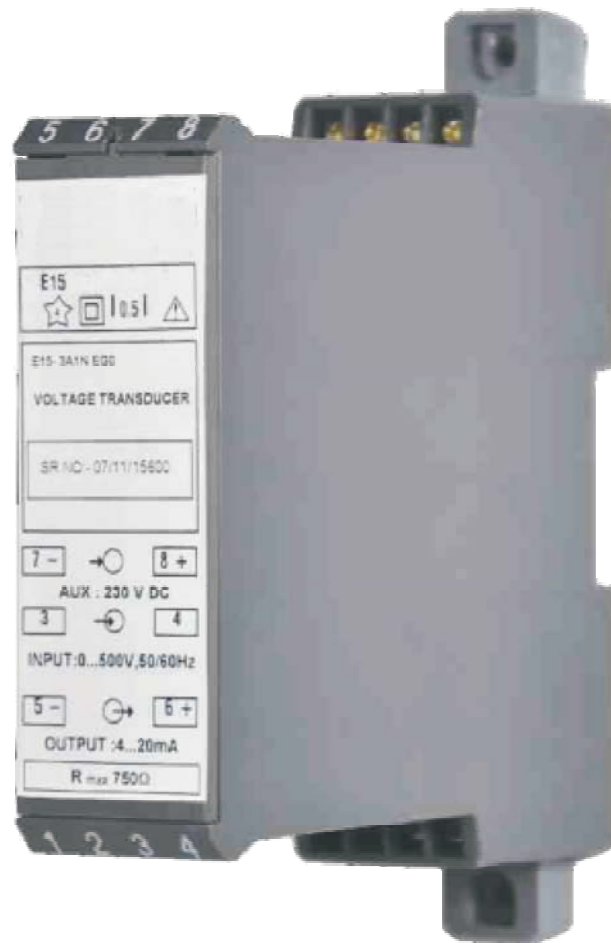 5 6 7 8
E15
0.5
E15-3A1N EG0
VOLTAGE TRANSDUCER
SR NO - 07/11/15600
7 - 8 +
AUX : 230 V DC
3 4
INPUT:0...500V,50/60Hz
5 - 6 +
OUTPUT :4...20mA
R max 750Ω
1 2 3 4